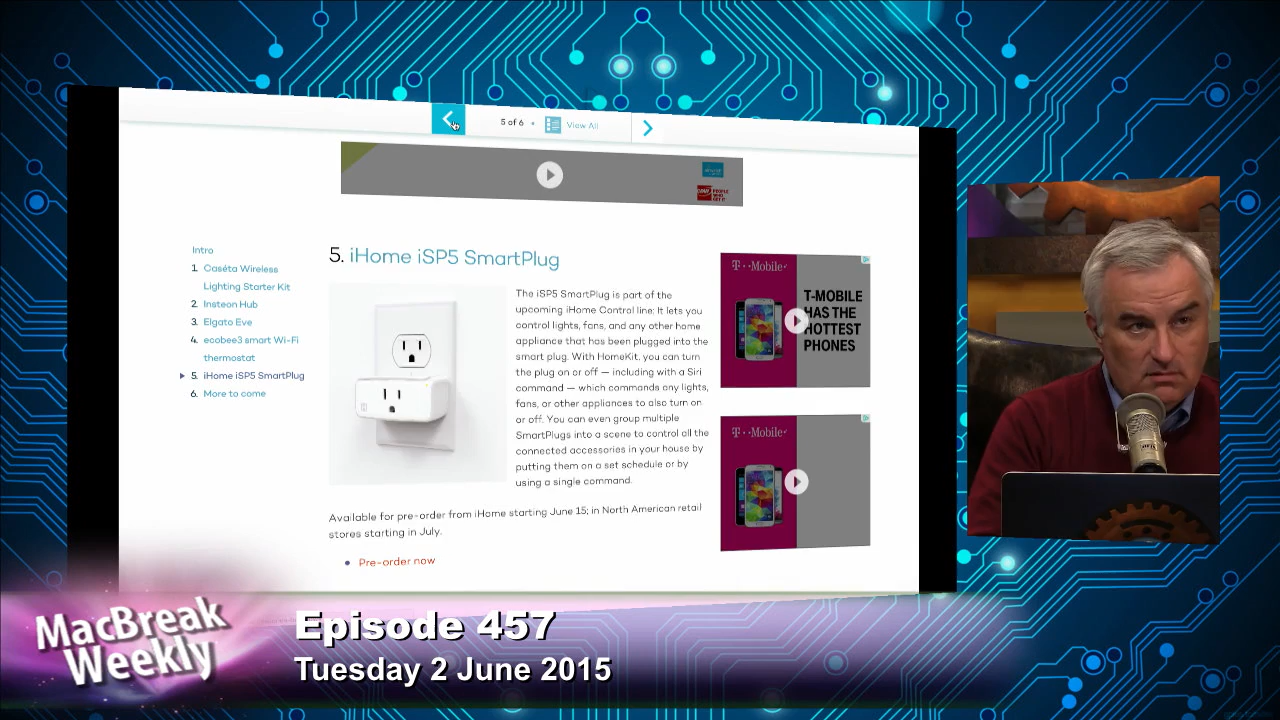 5 of 6 • View All
Intro
1. Caséta Wireless
Lighting Starter Kit
2. Insteon Hub
3. Elgato Eve
4. ecobee3 smart Wi-Fi
thermostat
5. iHome iSP5 SmartPlug
6. More to come
5. iHome iSP5 SmartPlug
The iSP5 SmartPlug is part of the
upcoming iHome Control line; It lets you
control lights, fans, and any other home
appliance that has been plugged into the
smart plug. With HomeKit, you can turn
the plug on or off — including with a Siri
command — which commands any lights,
fans, or other appliances to also turn on
or off. You can even group multiple
SmartPlugs into a scene to control all the
connected accessories in your house by
putting them on a set schedule or by
using a single command.
Available for pre-order from iHome starting June 15; in North American retail
stores starting in July.
• Pre-order now
T··Mobile
T-MOBILE
HAS THE
HOTTEST
PHONES
T··Mobile
MacBreak
Weekly
Episode 457
Tuesday 2 June 2015